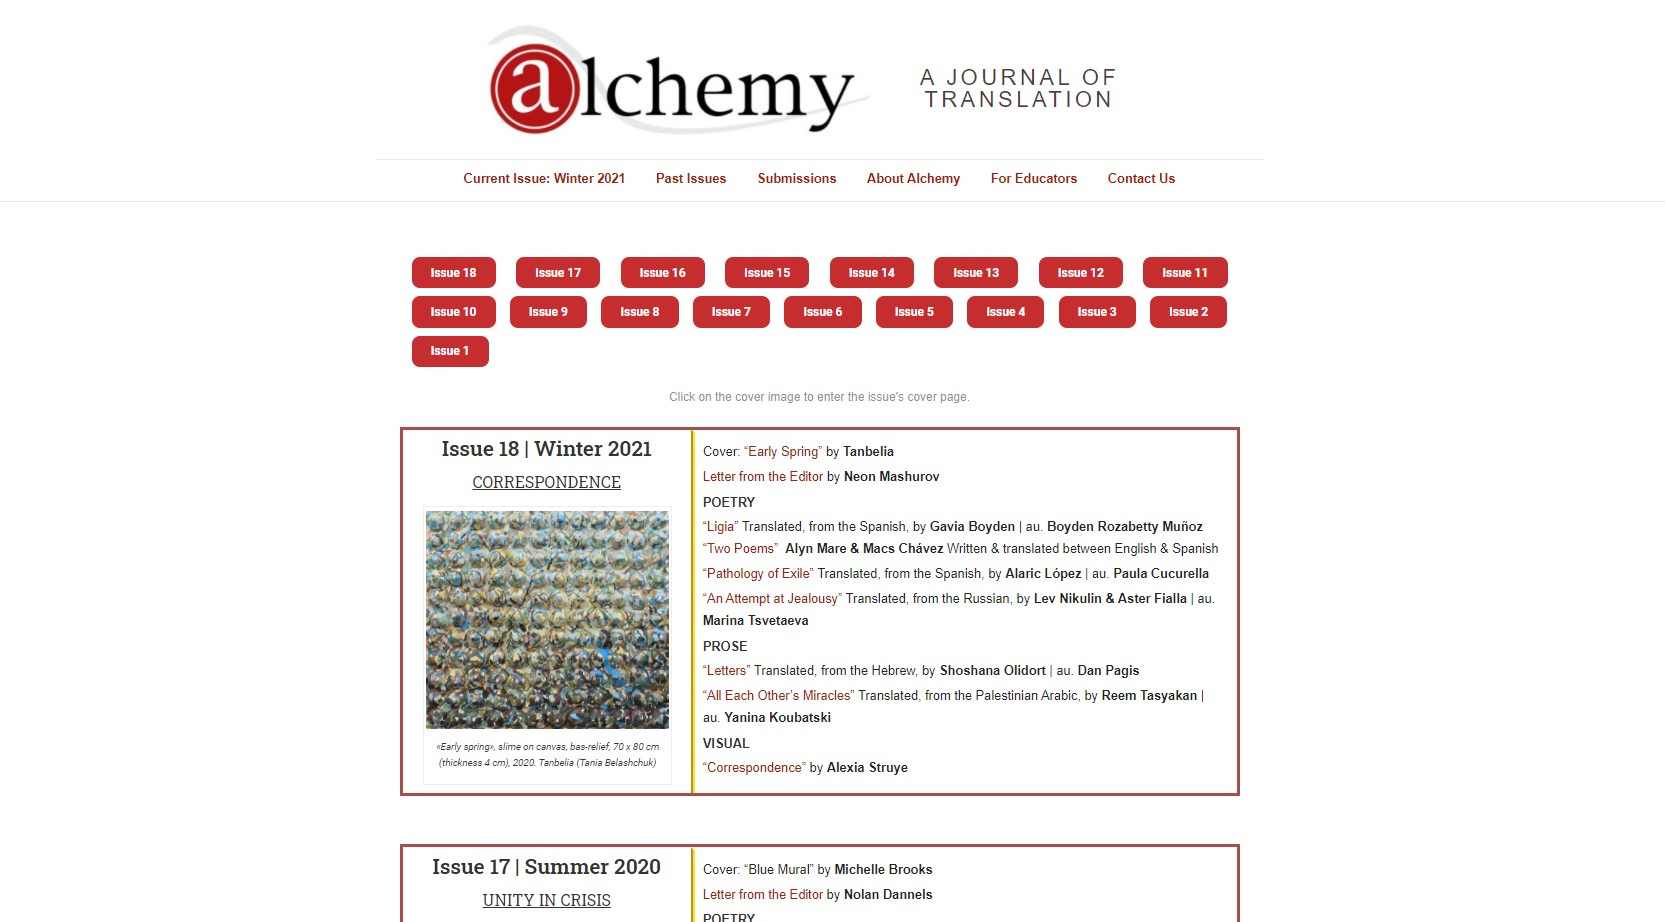 alchemy
A JOURNAL OF
TRANSLATION
Current Issue: Winter 2021 Past Issues Submissions About Alchemy For Educators Contact Us
Issue 18 Issue 17 Issue 16 Issue 15 Issue 14 Issue 13 Issue 12 Issue 11
Issue 10 Issue 9 Issue 8 Issue 7 Issue 6 Issue 5 Issue 4 Issue 3 Issue 2
Issue 1
Click on the cover image to enter the issue's cover page.
Issue 18 | Winter 2021
CORRESPONDENCE
«Early spring», slime on canvas, bas-relief, 70 x 80 cm
(thickness 4 cm), 2020. Tanbelia (Tania Belashchuk)
Cover: “Early Spring” by Tanbelia
Letter from the Editor by Neon Mashurov
POETRY
“Ligia” Translated, from the Spanish, by Gavia Boyden | au. Boyden Rozabetty Muñoz
“Two Poems” Alyn Mare & Macs Chávez Written & translated between English & Spanish
“Pathology of Exile” Translated, from the Spanish, by Alaric López | au. Paula Cucurella
“An Attempt at Jealousy” Translated, from the Russian, by Lev Nikulin & Aster Fialla | au.
Marina Tsvetaeva
PROSE
“Letters” Translated, from the Hebrew, by Shoshana Olidort | au. Dan Pagis
“All Each Other’s Miracles” Translated, from the Palestinian Arabic, by Reem Tasyakan |
au. Yanina Koubatski
VISUAL
“Correspondence” by Alexia Struye
Issue 17 | Summer 2020
UNITY IN CRISIS
Cover: “Blue Mural” by Michelle Brooks
Letter from the Editor by Nolan Dannels
POETRY